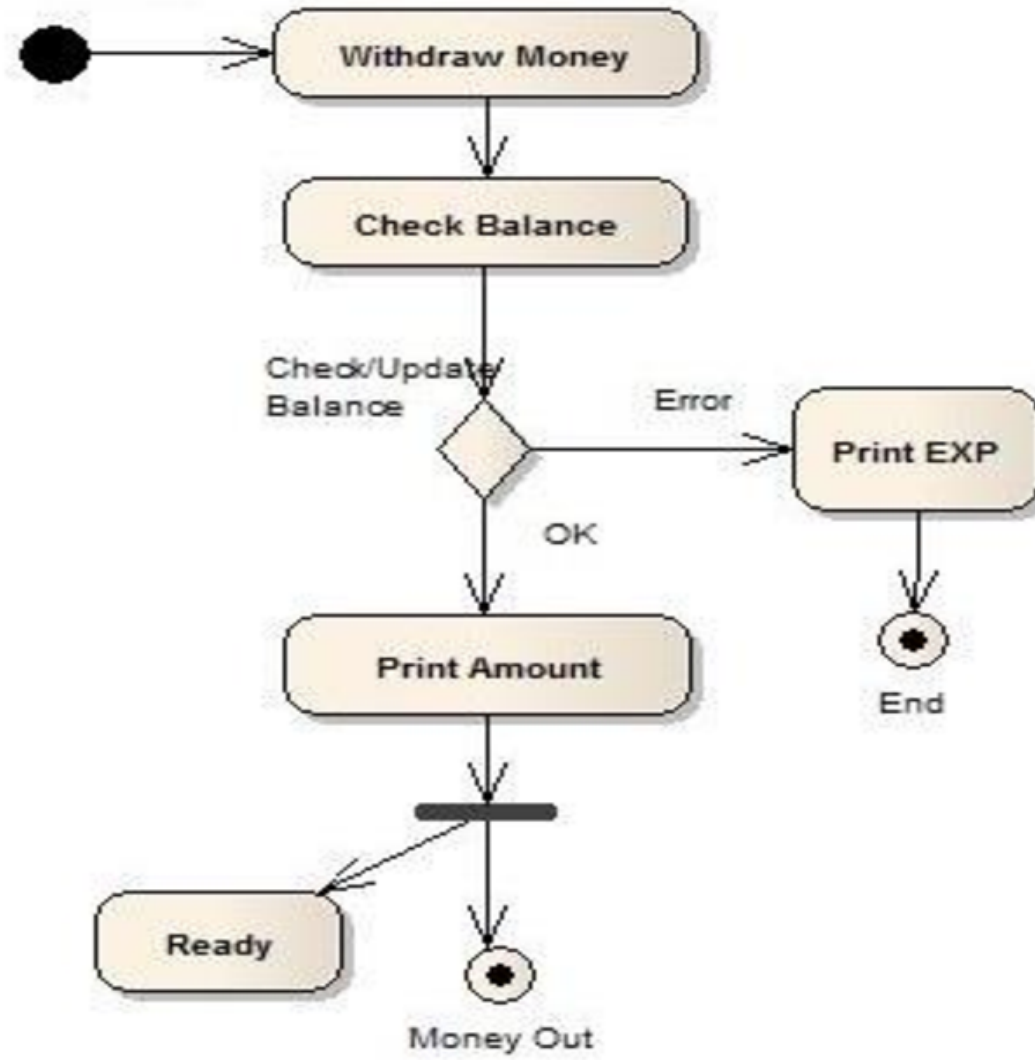 Withdraw Money
Check Balance
Check/Update
Balance
Error
Print EXP
OK
Print Amount
End
Ready
Money Out